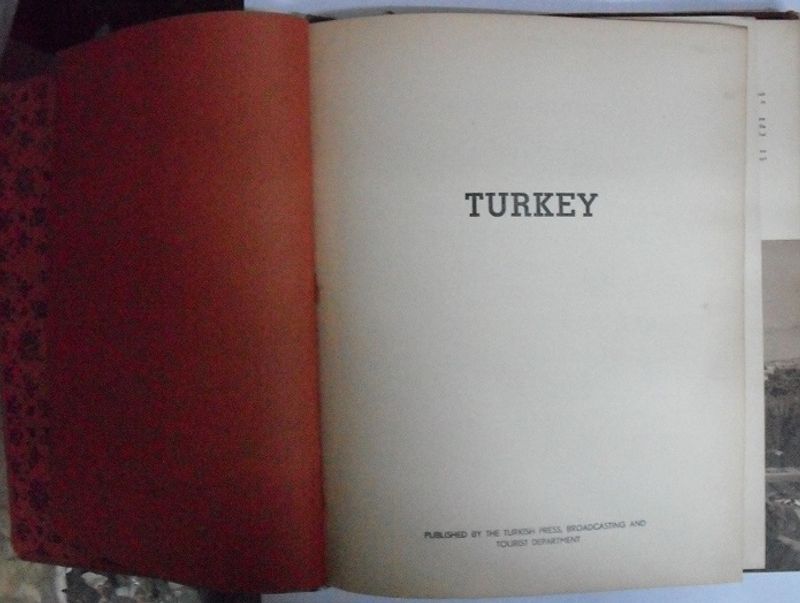 TURKEY
PUBLISHED BY THE TURKISH PRESS, BROADCASTING AND
TOURIST DEPARTMENT